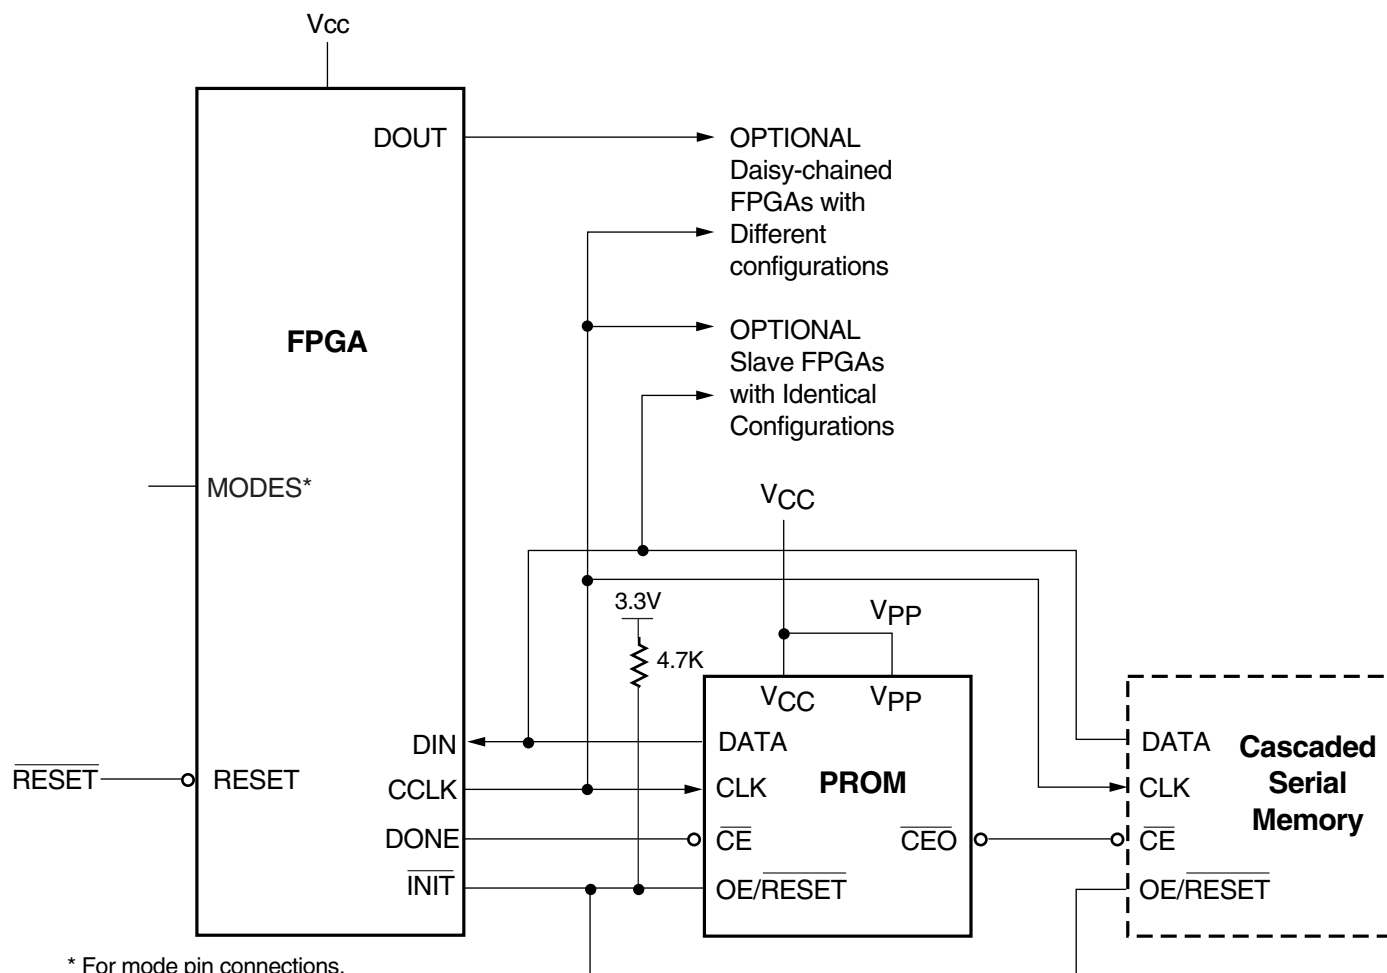 Vcc
DOUT
OPTIONAL
Daisy-chained
FPGAs with
Different
configurations
FPGA
OPTIONAL
Slave FPGAs
with Identical
Configurations
MODES*
VCC
3.3V
VPP
4.7K
VCC VPP
DIN
DATA
DATA
Cascaded
Serial
Memory
RESET
RESET
CCLK
CLK
PROM
CLK
DONE
CE
CEO
CE
INIT
OE/RESET
OE/RESET
* For mode pin connections,